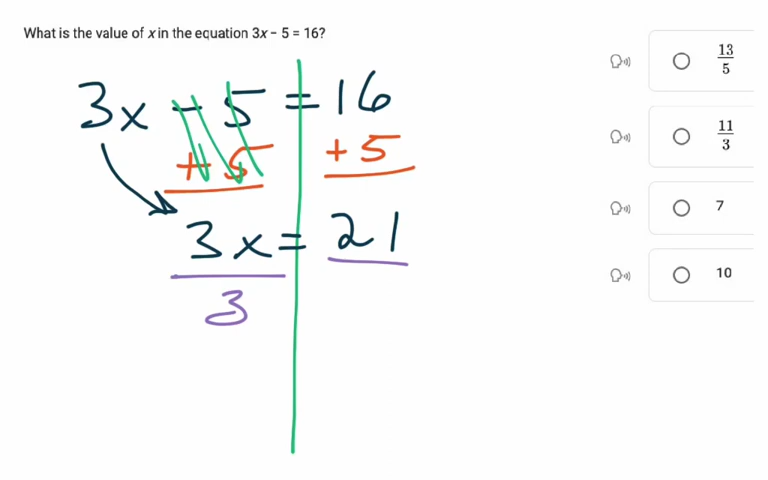 What is the value of x in the equation 3x – 5 = 16?
3x - 5 = 16
+5 +5
3x = 21
3
13/5
11/3
7
10